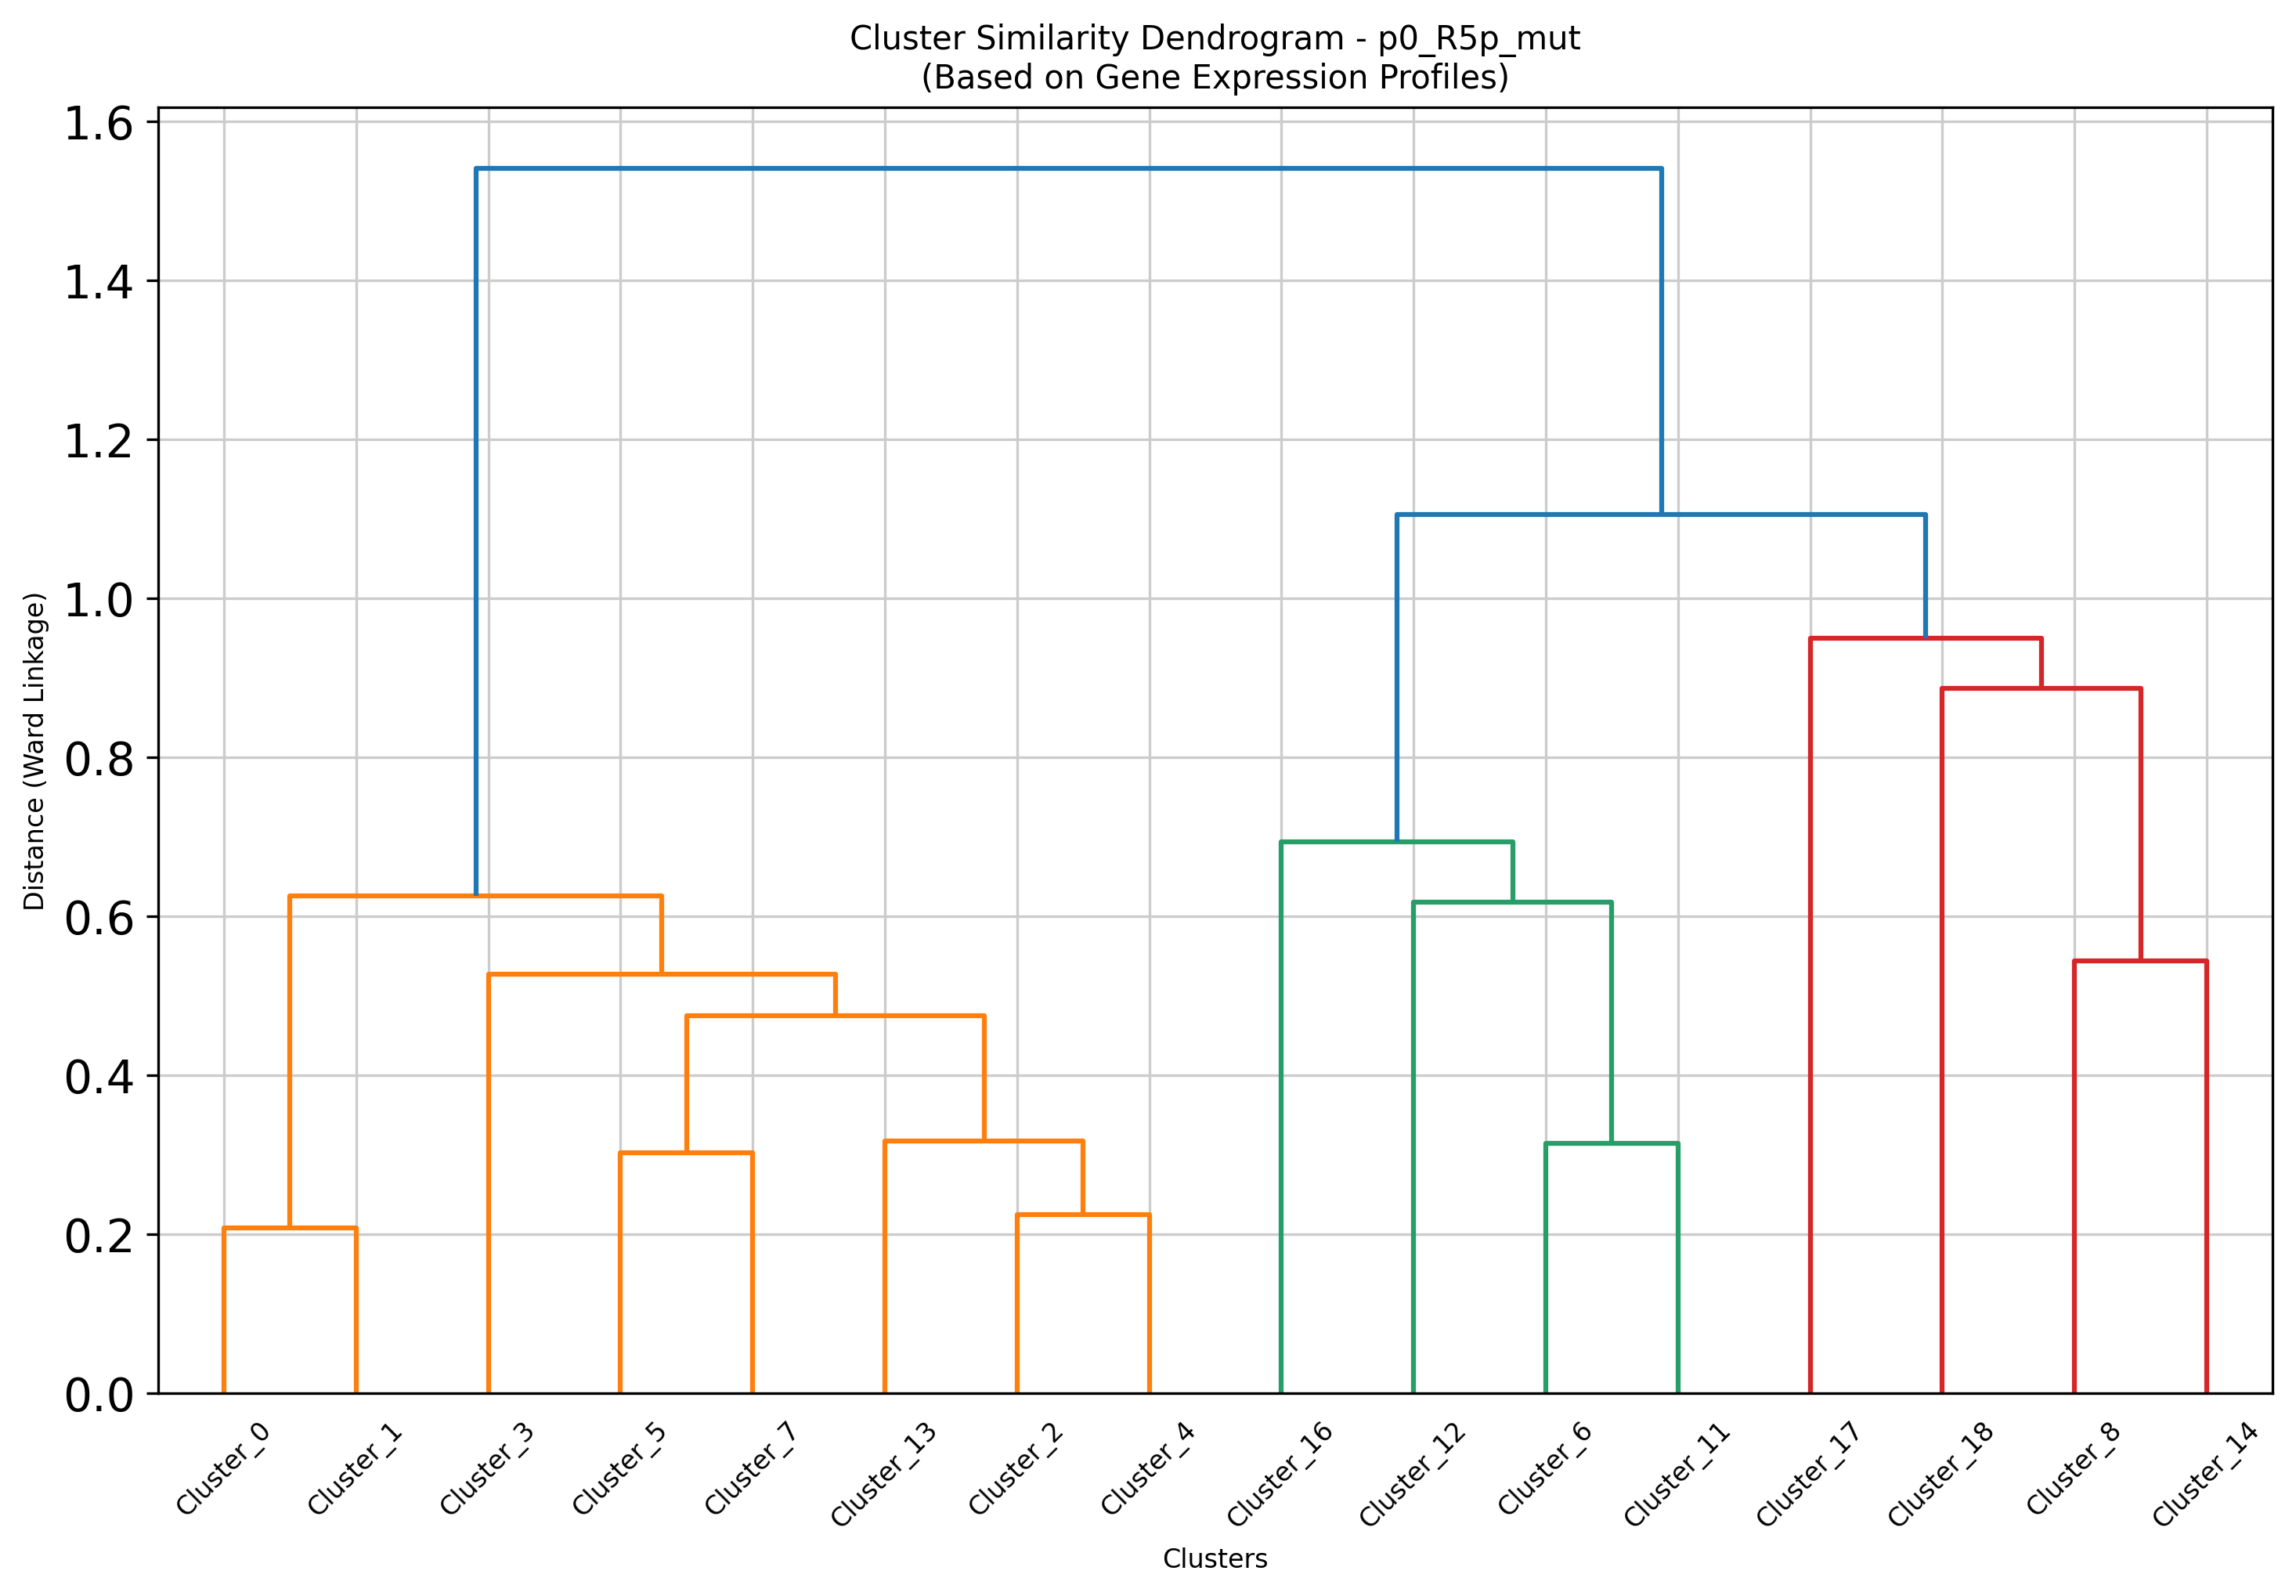 Cluster Similarity Dendrogram - p0_R5p_mut
(Based on Gene Expression Profiles)
Distance (Ward Linkage)
1.6
1.4
1.2
1.0
0.8
0.6
0.4
0.2
0.0
Cluster_0
Cluster_1
Cluster_3
Cluster_5
Cluster_7
Cluster_13
Cluster_2
Cluster_4
Cluster_16
Cluster_12
Cluster_6
Cluster_11
Cluster_17
Cluster_18
Cluster_8
Cluster_14
Clusters